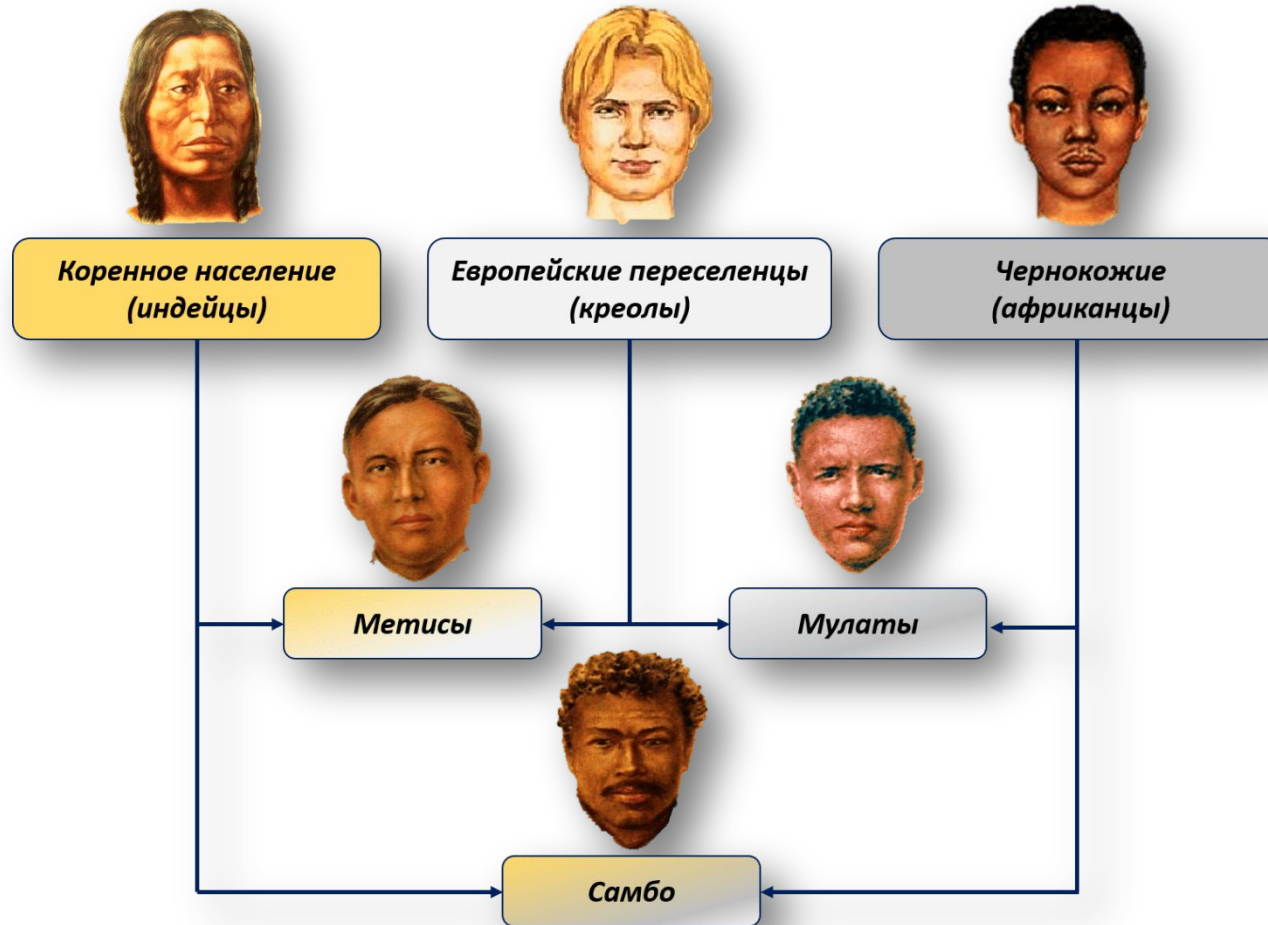 Коренное население
(индейцы)
Европейские переселенцы
(креолы)
Чернокожие
(африканцы)
Метисы
Мулаты
Самбо